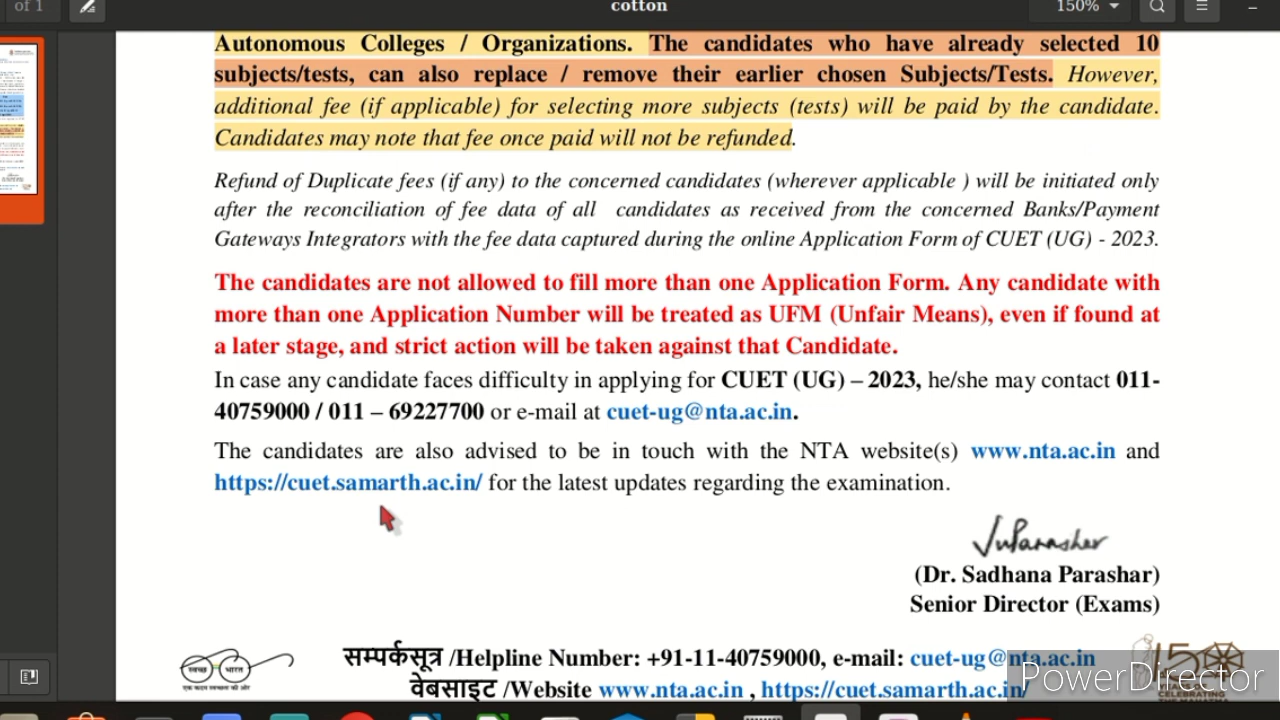 of 1
cotton
150%
Autonomous Colleges / Organizations. The candidates who have already selected 10
subjects/tests, can also replace / remove their earlier chosen Subjects/Tests. However,
additional fee (if applicable) for selecting more subjects (tests) will be paid by the candidate.
Candidates may note that fee once paid will not be refunded.
Refund of Duplicate fees (if any) to the concerned candidates (wherever applicable ) will be initiated only
after the reconciliation of fee data of all candidates as received from the concerned Banks/Payment
Gateways Integrators with the fee data captured during the online Application Form of CUET (UG) - 2023.
The candidates are not allowed to fill more than one Application Form. Any candidate with
more than one Application Number will be treated as UFM (Unfair Means), even if found at
a later stage, and strict action will be taken against that Candidate.
In case any candidate faces difficulty in applying for CUET (UG) – 2023, he/she may contact 011-
40759000 / 011 – 69227700 or e-mail at cuet-ug@nta.ac.in.
The candidates are also advised to be in touch with the NTA website(s) www.nta.ac.in and
https://cuet.samarth.ac.in/ for the latest updates regarding the examination.
(Dr. Sadhana Parashar)
Senior Director (Exams)
स्वच्छ भारत
एक कदम स्वच्छता की ओर
सम्पर्कसूत्र /Helpline Number: +91-11-40759000, e-mail: cuet-ug@nta.ac.in
वेबसाइट /Website www.nta.ac.in , https://cuet.samarth.ac.in/
150
CELEBRATING
THE MAHATMA
PowerDirector